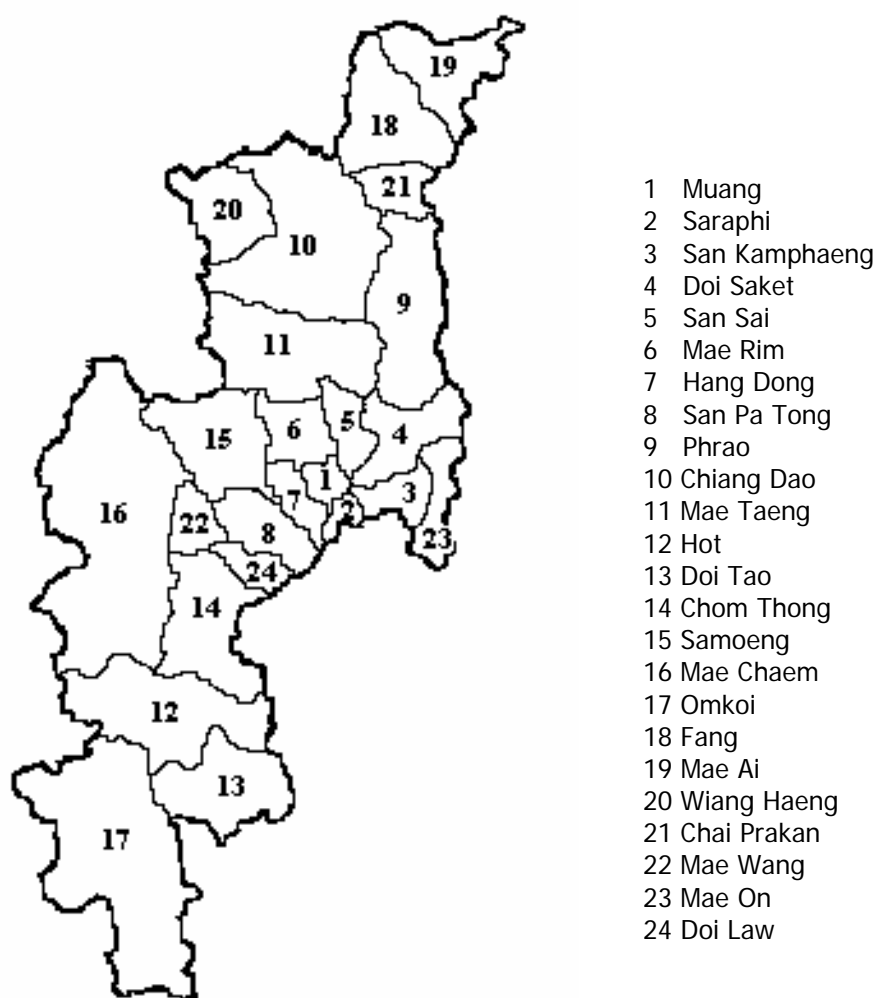 19
18
21
20
10
9
11
5
6
4
15
1
3
7
16
2
22
8
23
24
14
12
13
17
1 Muang
2 Saraphi
3 San Kamphaeng
4 Doi Saket
5 San Sai
6 Mae Rim
7 Hang Dong
8 San Pa Tong
9 Phrao
10 Chiang Dao
11 Mae Taeng
12 Hot
13 Doi Tao
14 Chom Thong
15 Samoeng
16 Mae Chaem
17 Omkoi
18 Fang
19 Mae Ai
20 Wiang Haeng
21 Chai Prakan
22 Mae Wang
23 Mae On
24 Doi Law